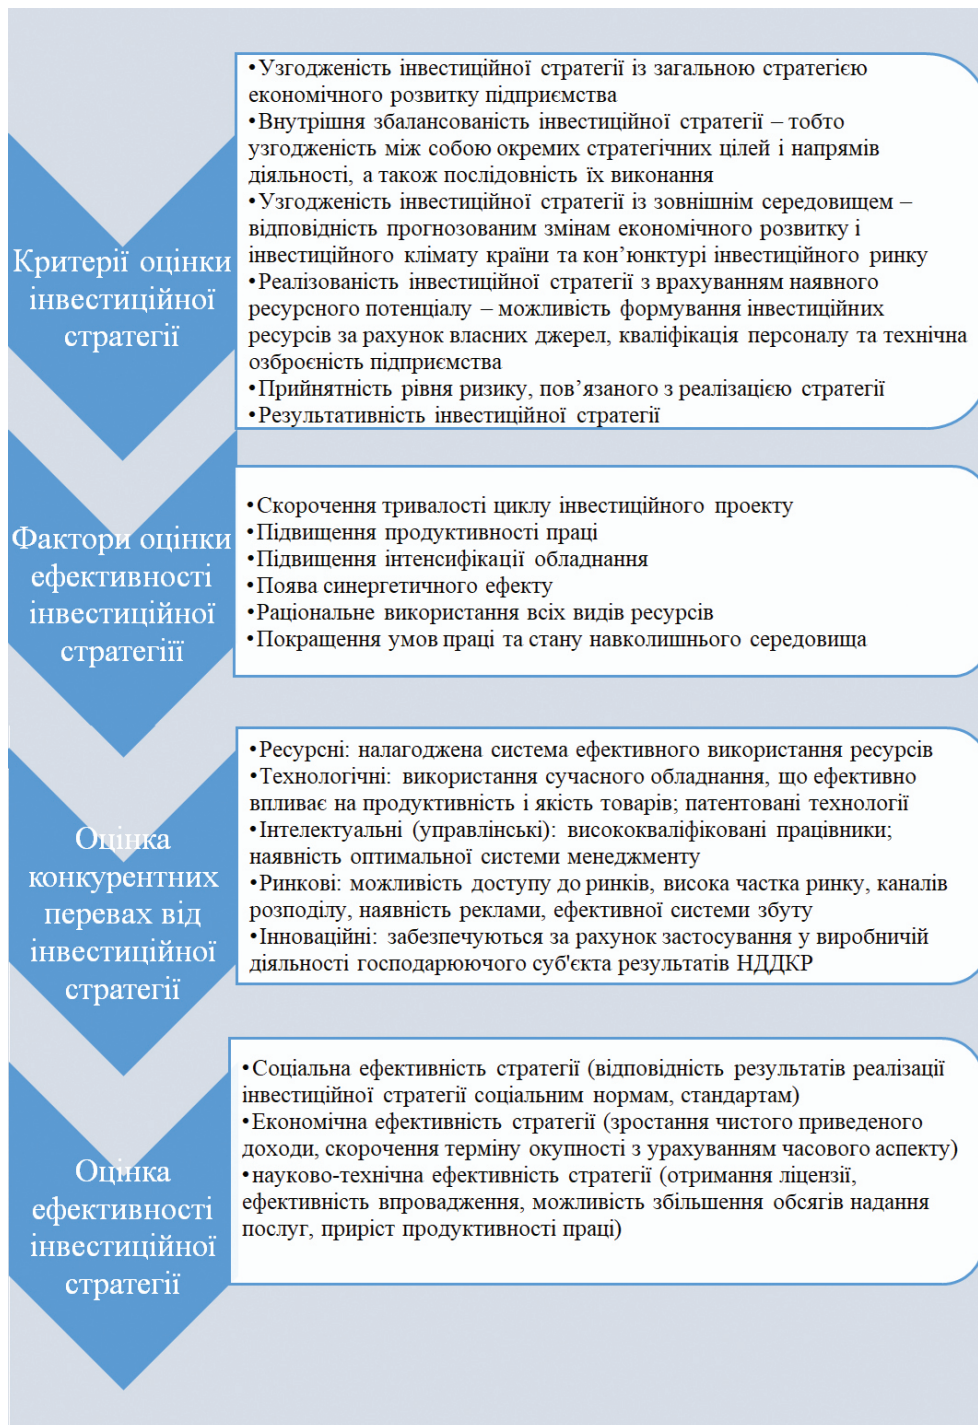 Критерії оцінки
інвестиційної
стратегії
•Узгодженість інвестиційної стратегії із загальною стратегією
економічного розвитку підприємства
•Внутрішня збалансованість інвестиційної стратегії – тобто
узгодженість між собою окремих стратегічних цілей і напрямів
діяльності, а також послідовність їх виконання
•Узгодженість інвестиційної стратегії із зовнішнім середовищем –
відповідність прогнозованим змінам економічного розвитку і
інвестиційного клімату країни та кон’юнктурі інвестиційного ринку
•Реалізованість інвестиційної стратегії з врахуванням наявного
ресурсного потенціалу – можливість формування інвестиційних
ресурсів за рахунок власних джерел, кваліфікація персоналу та технічна
озброєність підприємства
•Прийнятність рівня ризику, пов’язаного з реалізацією стратегії
•Результативність інвестиційної стратегії
Фактори оцінки
ефективності
інвестиційної
стратегіїї
•Скорочення тривалості циклу інвестиційного проекту
•Підвищення продуктивності праці
•Підвищення інтенсифікації обладнання
•Поява синергетичного ефекту
•Раціональне використання всіх видів ресурсів
•Покращення умов праці та стану навколишнього середовища
Оцінка
конкурентних
перевах від
інвестиційної
стратегії
•Ресурсні: налагоджена система ефективного використання ресурсів
•Технологічні: використання сучасного обладнання, що ефективно
впливає на продуктивність і якість товарів; патентовані технології
•Інтелектуальні (управлінські): висококваліфіковані працівники;
наявність оптимальної системи менеджменту
•Ринкові: можливість доступу до ринків, висока частка ринку, каналів
розподілу, наявність реклами, ефективної системи збуту
•Інноваційні: забезпечуються за рахунок застосування у виробничій
діяльності господарюючого суб'єкта результатів НДДКР
Оцінка
ефективності
інвестиційної
стратегії
•Соціальна ефективність стратегії (відповідність результатів реалізації
інвестиційної стратегії соціальним нормам, стандартам)
•Економічна ефективність стратегії (зростання чистого приведеного
доходи, скорочення терміну окупності з урахуванням часового аспекту)
•науково-технічна ефективність стратегії (отримання ліцензії,
ефективність впровадження, можливість збільшення обсягів надання
послуг, приріст продуктивності праці)